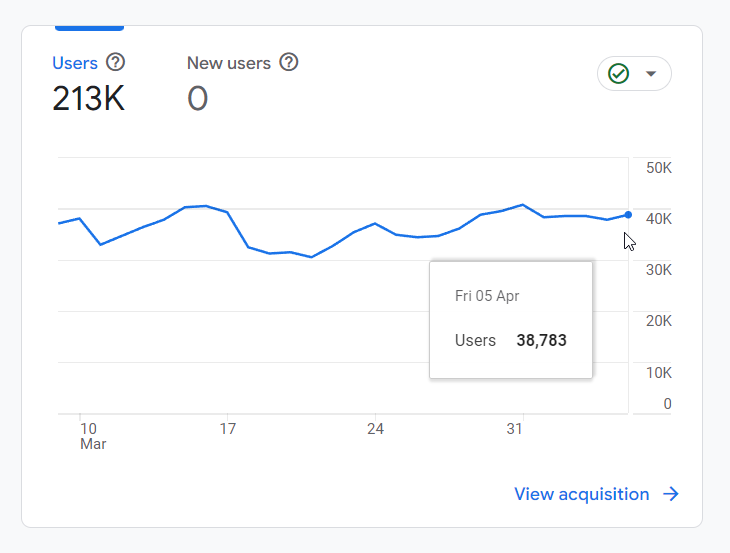 Users New users
213K 0
50K
40K
30K
Fri 05 Apr
Users 38,783
20K
10K
0
10 17 24 31
Mar
View acquisition